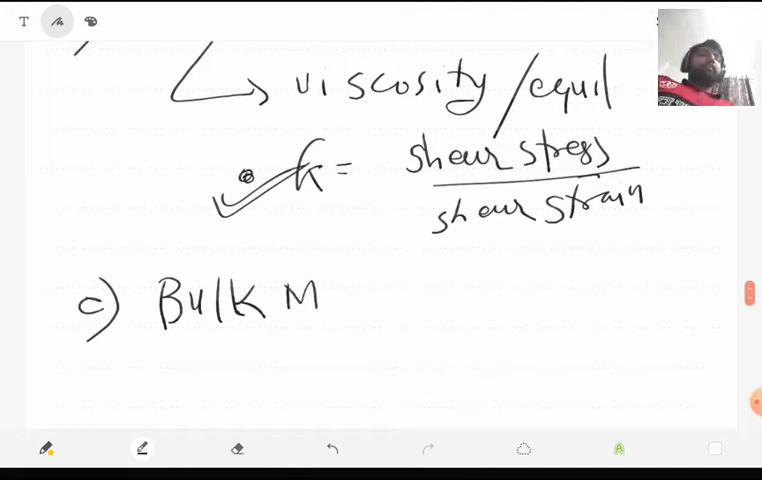 viscosity/equil
k = shear stress
shear strain
c) Bulk M